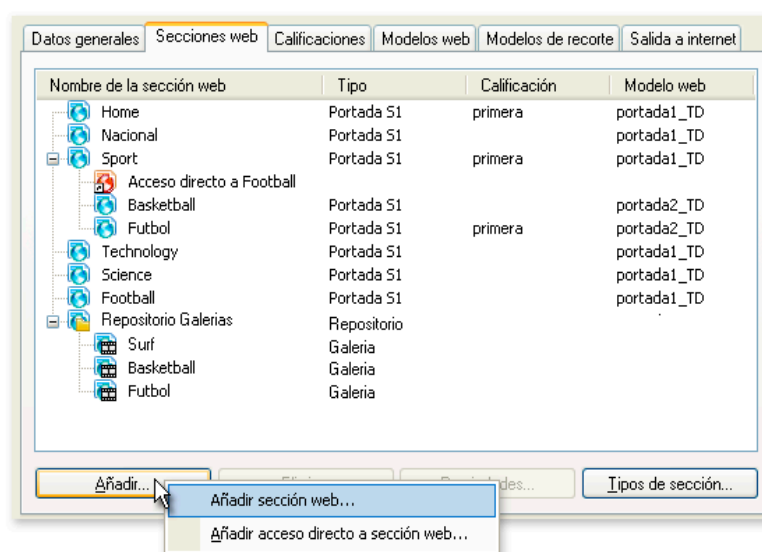 Datos generales Secciones web Calificaciones Modelos web Modelos de recorte Salida a internet
Nombre de la sección web Tipo Calificación Modelo web
Home Portada S1 primera portada1_TD
Nacional Portada S1 portada1_TD
Sport Portada S1 primera portada1_TD
Acceso directo a Football
Basketball Portada S1 portada2_TD
Futbol Portada S1 primera portada2_TD
Technology Portada S1 portada1_TD
Science Portada S1 portada1_TD
Football Portada S1 portada1_TD
Repositorio Galerias Repositorio
Surf Galeria
Basketball Galeria
Futbol Galeria
Añadir... Tipos de sección...
Añadir sección web...
Añadir acceso directo a sección web...